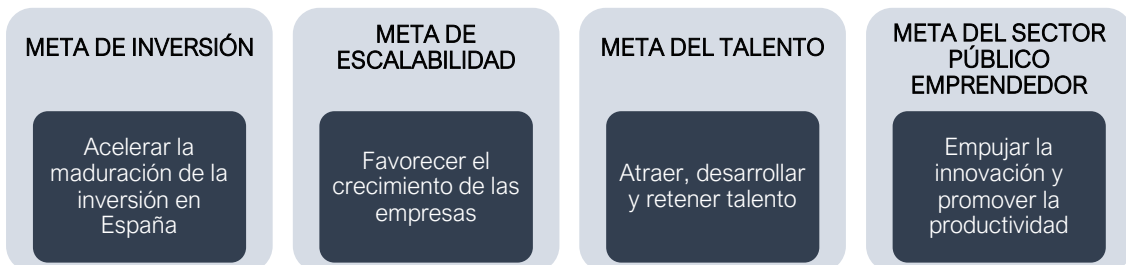 META DE INVERSIÓN
Acelerar la
maduración de la
inversión en
España
META DE
ESCALABILIDAD
Favorecer el
crecimiento de las
empresas
META DEL TALENTO
Atraer, desarrollar
y retener talento
META DEL SECTOR
PÚBLICO
EMPRENDEDOR
Empujar la
innovación y
promover la
productividad